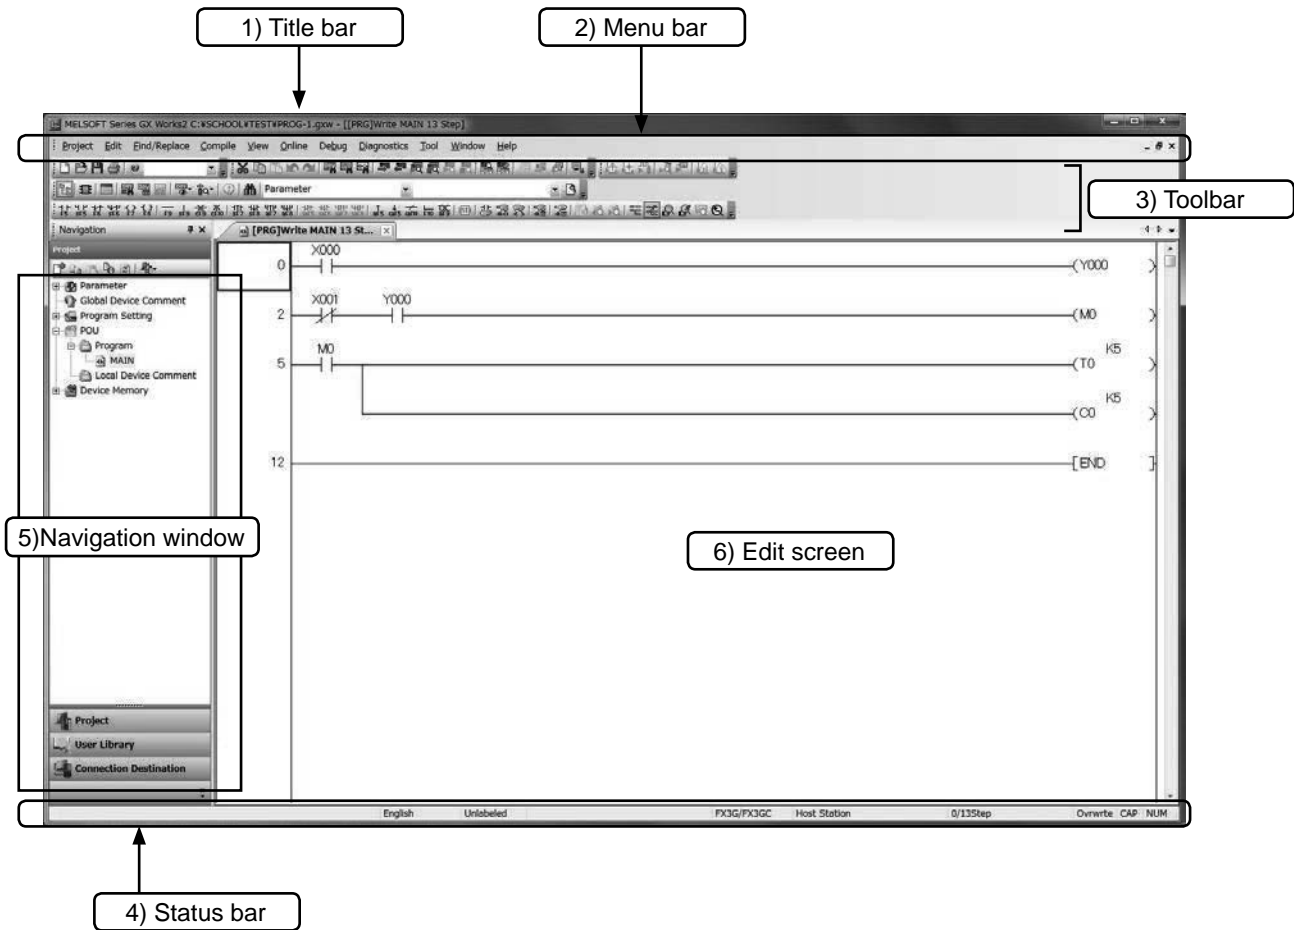 1) Title bar
2) Menu bar
MELSOFT Series GX Works2 C:¥SCHOOL¥TEST¥PROG-1.gxw - [[PRG]Write MAIN 13 Step]
Project Edit Find/Replace Compile View Online Debug Diagnostics Tool Window Help
Parameter
3) Toolbar
Navigation
[PRG]Write MAIN 13 St...
Project
X000
0
(Y000 )
Parameter
Global Device Comment
X001 Y000
Program Setting
2
(M0 )
POU
Program
M0
K5
MAIN
5
(T0 )
Local Device Comment
Device Memory
K5
(C0 )
12
[END ]
5)Navigation window
6) Edit screen
Project
User Library
Connection Destination
English Unlabeled FX3G/FX3GC Host Station 0/13Step Ovrwrte CAP NUM
4) Status bar